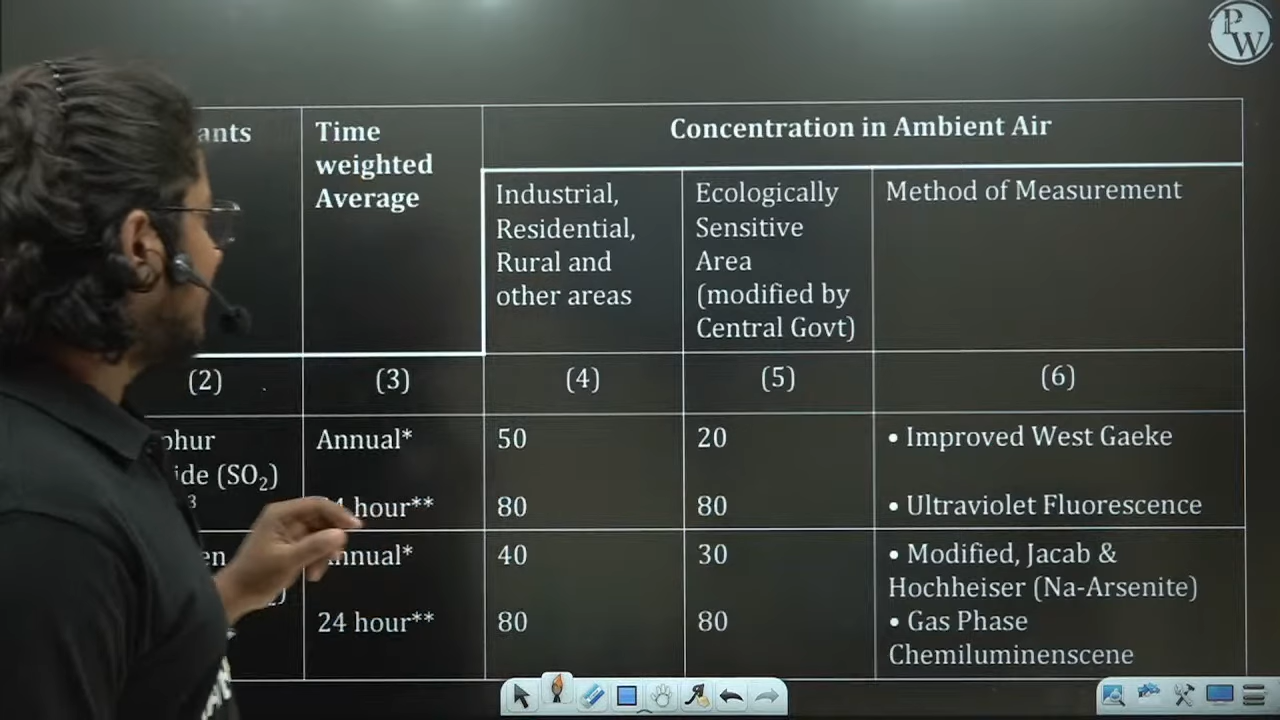 PW
ants
Time
weighted
Average
Concentration in Ambient Air
Industrial,
Residential,
Rural and
other areas
Ecologically
Sensitive
Area
(modified by
Central Govt)
Method of Measurement
(2)
(3)
(4)
(5)
(6)
phur
ide (SO₂)
3
Annual*
50
20
• Improved West Gaeke
hour**
80
80
• Ultraviolet Fluorescence
en
nnual*
40
30
• Modified, Jacab &
Hochheiser (Na-Arsenite)
24 hour**
80
80
• Gas Phase
Chemiluminenscene